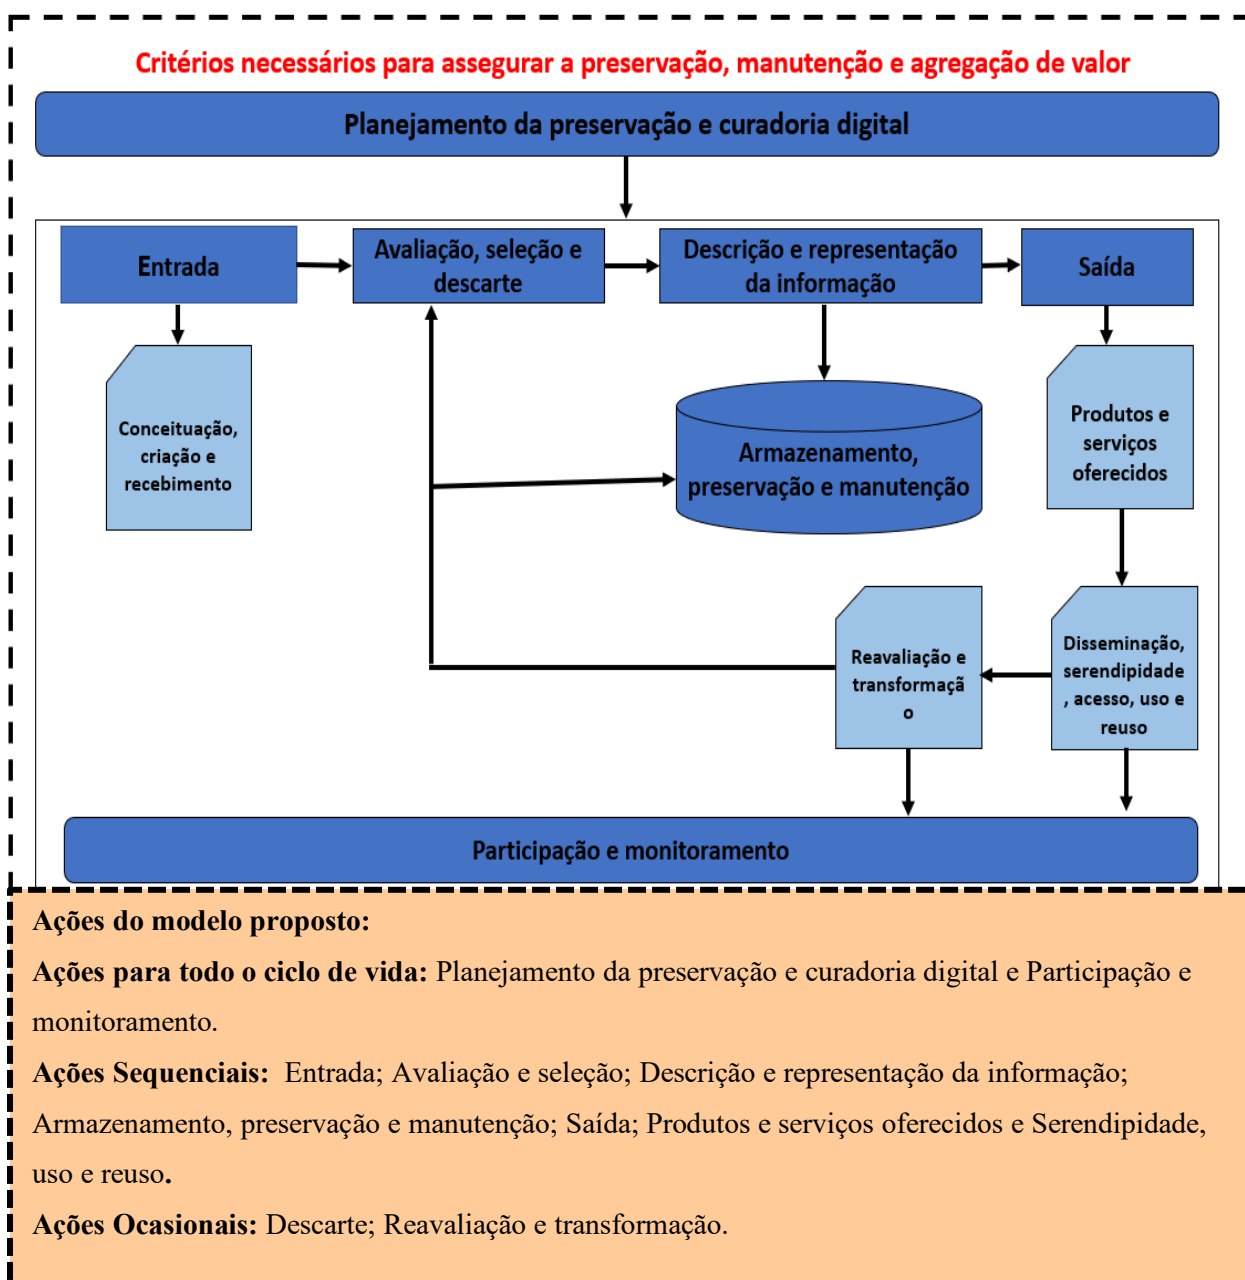 Critérios necessários para assegurar a preservação, manutenção e agregação de valor
Planejamento da preservação e curadoria digital
Entrada
Avaliação, seleção e
descarte
Descrição e representação
da informação
Saída
Conceituação,
criação e
recebimento
Armazenamento,
preservação e manutenção
Produtos e
serviços
oferecidos
Reavaliação e
transformaçã
o
Disseminação,
serendipidade
, acesso, uso e
reuso
Participação e monitoramento
Ações do modelo proposto:
Ações para todo o ciclo de vida: Planejamento da preservação e curadoria digital e Participação e
monitoramento.
Ações Sequenciais: Entrada; Avaliação e seleção; Descrição e representação da informação;
Armazenamento, preservação e manutenção; Saída; Produtos e serviços oferecidos e Serendipidade,
uso e reuso.
Ações Ocasionais: Descarte; Reavaliação e transformação.